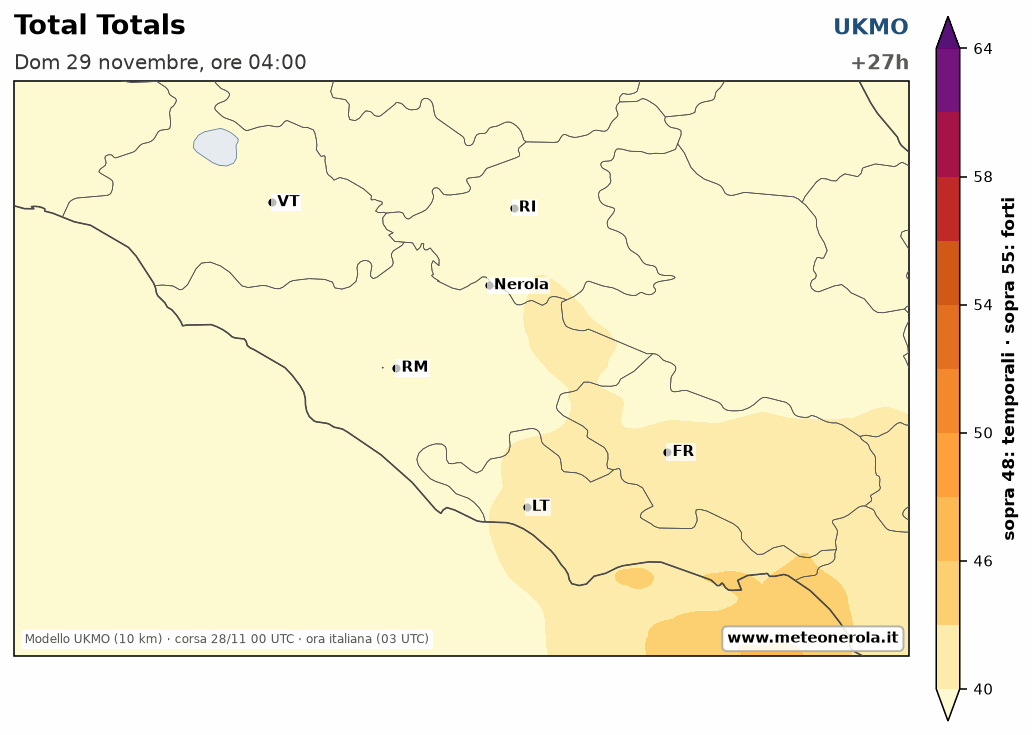 Total Totals
UKMO
Dom 29 novembre, ore 04:00
+27h
64
58
54
50
46
40
sopra 48: temporali · sopra 55: forti
VT
RI
Nerola
RM
FR
LT
Modello UKMO (10 km) · corsa 28/11 00 UTC · ora italiana (03 UTC)
www.meteonerola.it